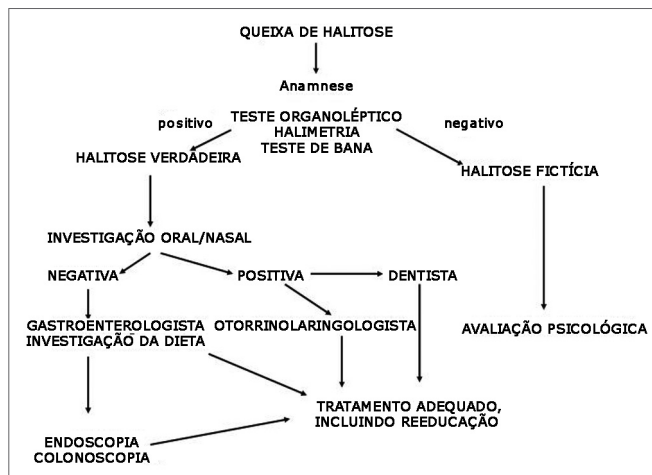 QUEIXA DE HALITOSE
Anamnese
positivo
TESTE ORGANOLÉPTICO
HALIMETRIA
TESTE DE BANA
negativo
HALITOSE VERDADEIRA
HALITOSE FICTÍCIA
INVESTIGAÇÃO ORAL/NASAL
NEGATIVA
POSITIVA
DENTISTA
GASTROENTEROLOGISTA
INVESTIGAÇÃO DA DIETA
OTORRINOLARINGOLOGISTA
AVALIAÇÃO PSICOLÓGICA
TRATAMENTO ADEQUADO,
INCLUINDO REEDUCAÇÃO
ENDOSCOPIA
COLONOSCOPIA